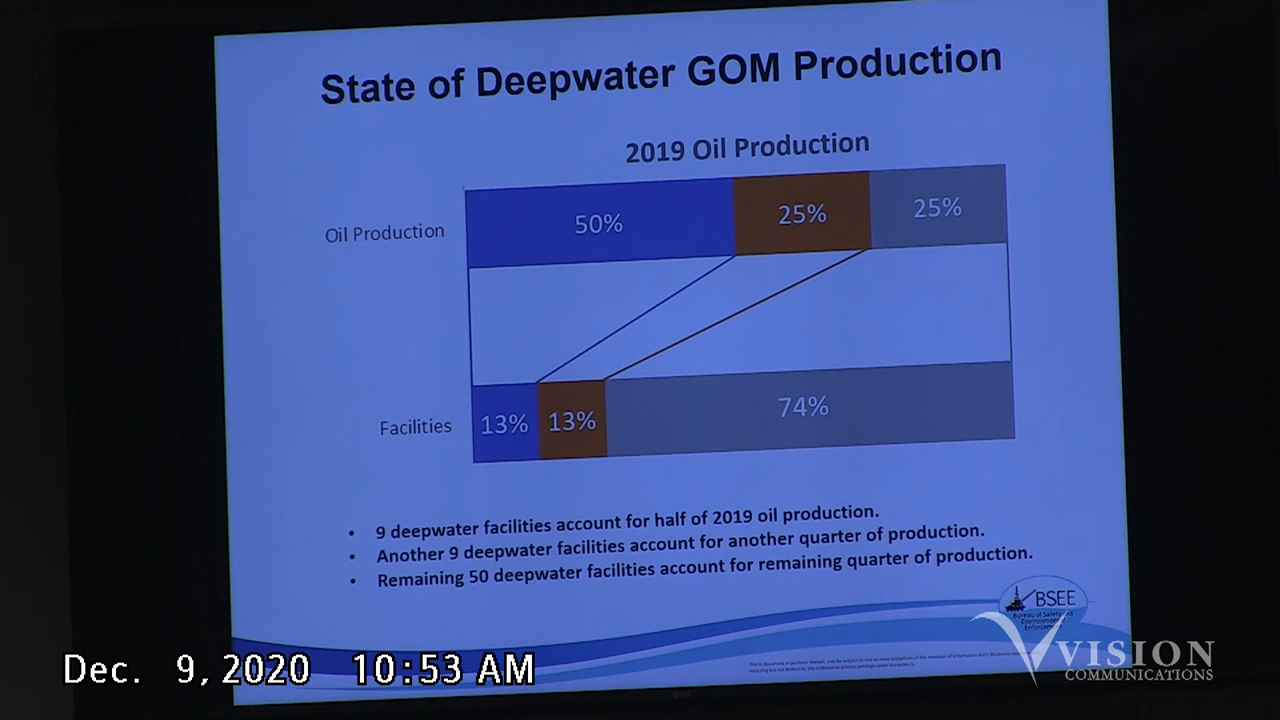 State of Deepwater GOM Production
2019 Oil Production
Oil Production
50%
25%
25%
Facilities
13%
13%
74%
• 9 deepwater facilities account for half of 2019 oil production.
• Another 9 deepwater facilities account for another quarter of production.
• Remaining 50 deepwater facilities account for remaining quarter of production.
BSEE
Bureau of Safety and
Environmental
Enforcement
Dec. 9, 2020 10:53 AM
VISION
COMMUNICATIONS